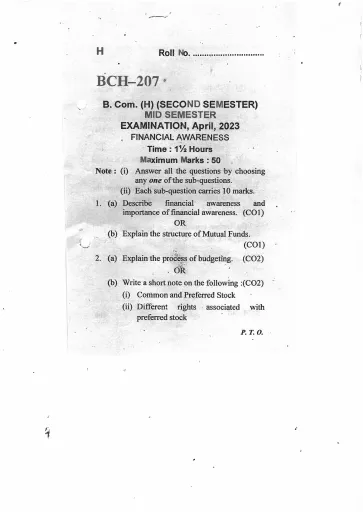 H Roll No. ..............................
BCH–207
B. Com. (H) (SECOND SEMESTER)
MID SEMESTER
EXAMINATION, April, 2023
FINANCIAL AWARENESS
Time : 1½ Hours
Maximum Marks : 50
Note : (i) Answer all the questions by choosing
any one of the sub-questions.
(ii) Each sub-question carries 10 marks.
1. (a) Describe financial awareness and
importance of financial awareness. (CO1)
OR
(b) Explain the structure of Mutual Funds.
(CO1)
2. (a) Explain the process of budgeting. (CO2)
OR
(b) Write a short note on the following :(CO2)
(i) Common and Preferred Stock
(ii) Different rights associated with
preferred stock
P. T. O.